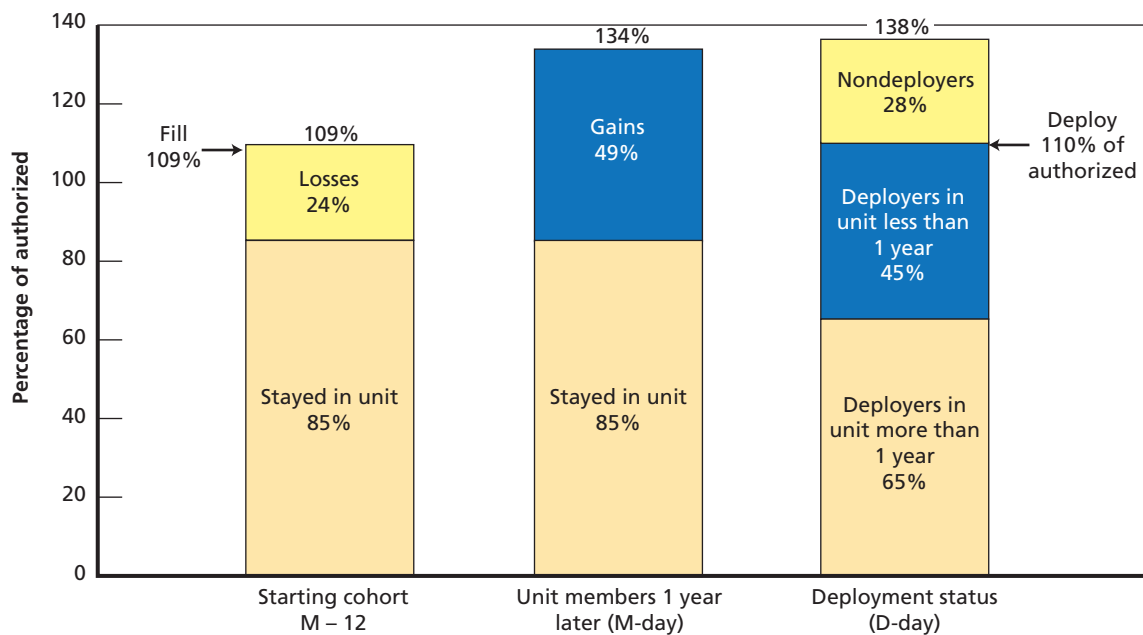 Percentage of authorized
140
120
100
80
60
40
20
0
Fill
109%
109%
Losses
24%
Stayed in unit
85%
134%
Gains
49%
Stayed in unit
85%
138%
Nondeployers
28%
Deployers in
unit less than
1 year
45%
Deployers in
unit more than
1 year
65%
Deploy
110% of
authorized
Starting cohort
M – 12
Unit members 1 year
later (M-day)
Deployment status
(D-day)